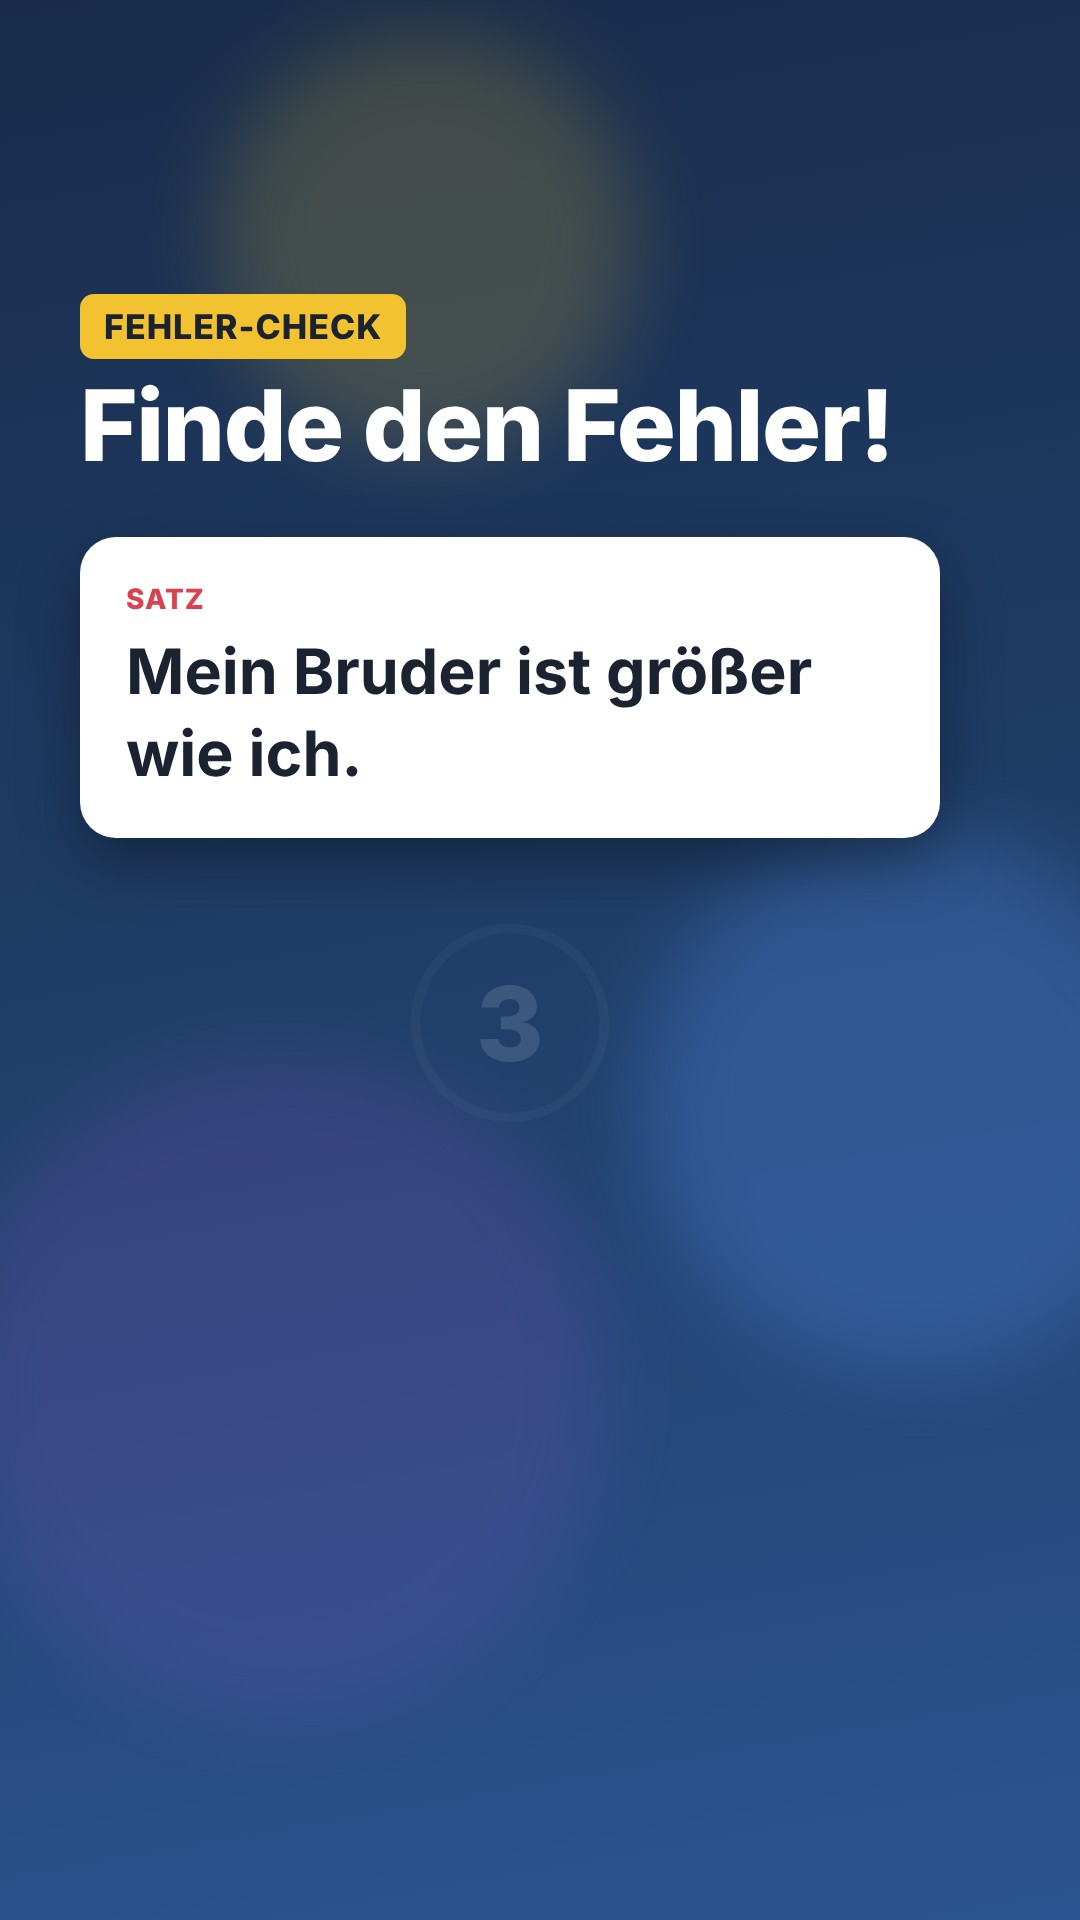 FEHLER-CHECK
Finde den Fehler!
SATZ
Mein Bruder ist größer
wie ich.
3